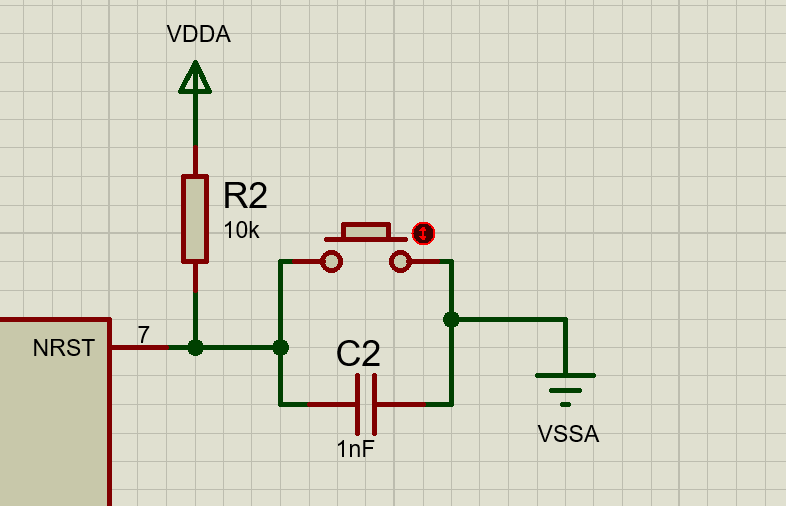 VDDA
R2
10k
7
NRST
C2
1nF
VSSA